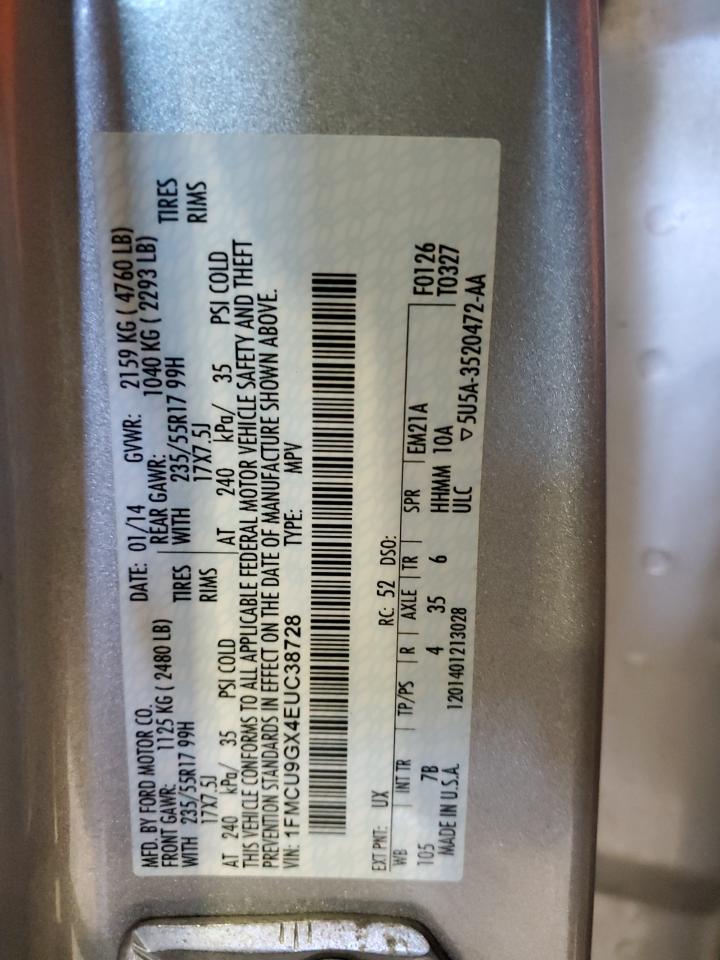 MFD. BY FORD MOTOR CO.
DATE: 01/14 GVWR: 2159 KG ( 4760 LB)
FRONT GAWR: 1125 KG ( 2480 LB) REAR GAWR: 1040 KG ( 2293 LB)
WITH 235/55R17 99H TIRES WITH 235/55R17 99H TIRES
17X7.5J RIMS 17X7.5J RIMS
AT 240 kPa/ 35 PSI COLD AT 240 kPa/ 35 PSI COLD
THIS VEHICLE CONFORMS TO ALL APPLICABLE FEDERAL MOTOR VEHICLE SAFETY AND THEFT
PREVENTION STANDARDS IN EFFECT ON THE DATE OF MANUFACTURE SHOWN ABOVE.
VIN: 1FMCU9GX4EUC38728 TYPE: MPV
EXT PNT: UX RC: 52 DSO:
WB INT TR TP/PS R AXLE TR SPR EM21A F0126
105 7B 4 35 6 HHMM 10A T0327
MADE IN U.S.A. 1201401213028 ULC ▽5U5A-3520472-AA